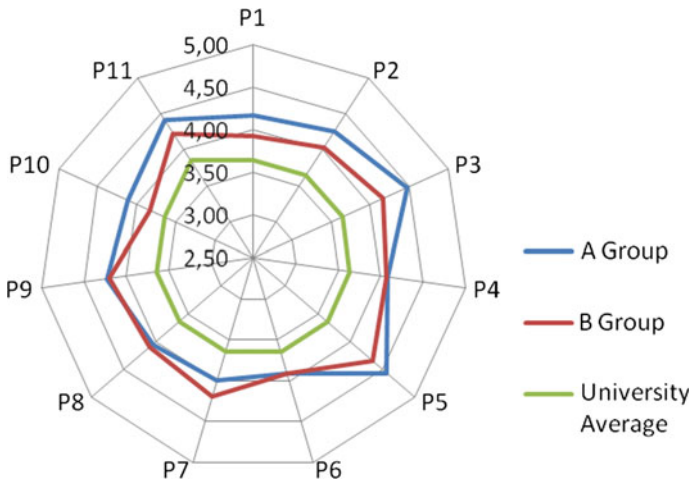 P1
5,00
P11
P2
4,50
4,00
P10
P3
3,50
3,00
2,50
A Group
P9
P4
B Group
P8
P5
University
Average
P7
P6